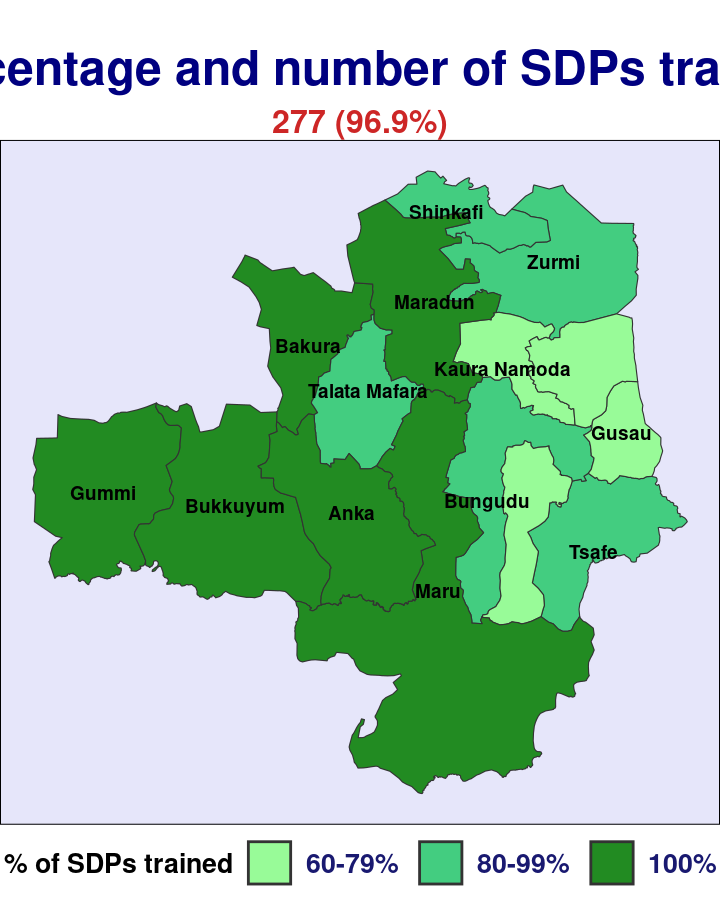 centage and number of SDPs tra
277 (96.9%)
Shinkafi
Zurmi
Maradun
Bakura
Kaura Namoda
Talata Mafara
Gusau
Gummi
Bukkuyum
Anka
Bungudu
Tsafe
Maru
% of SDPs trained 60-79% 80-99% 100%